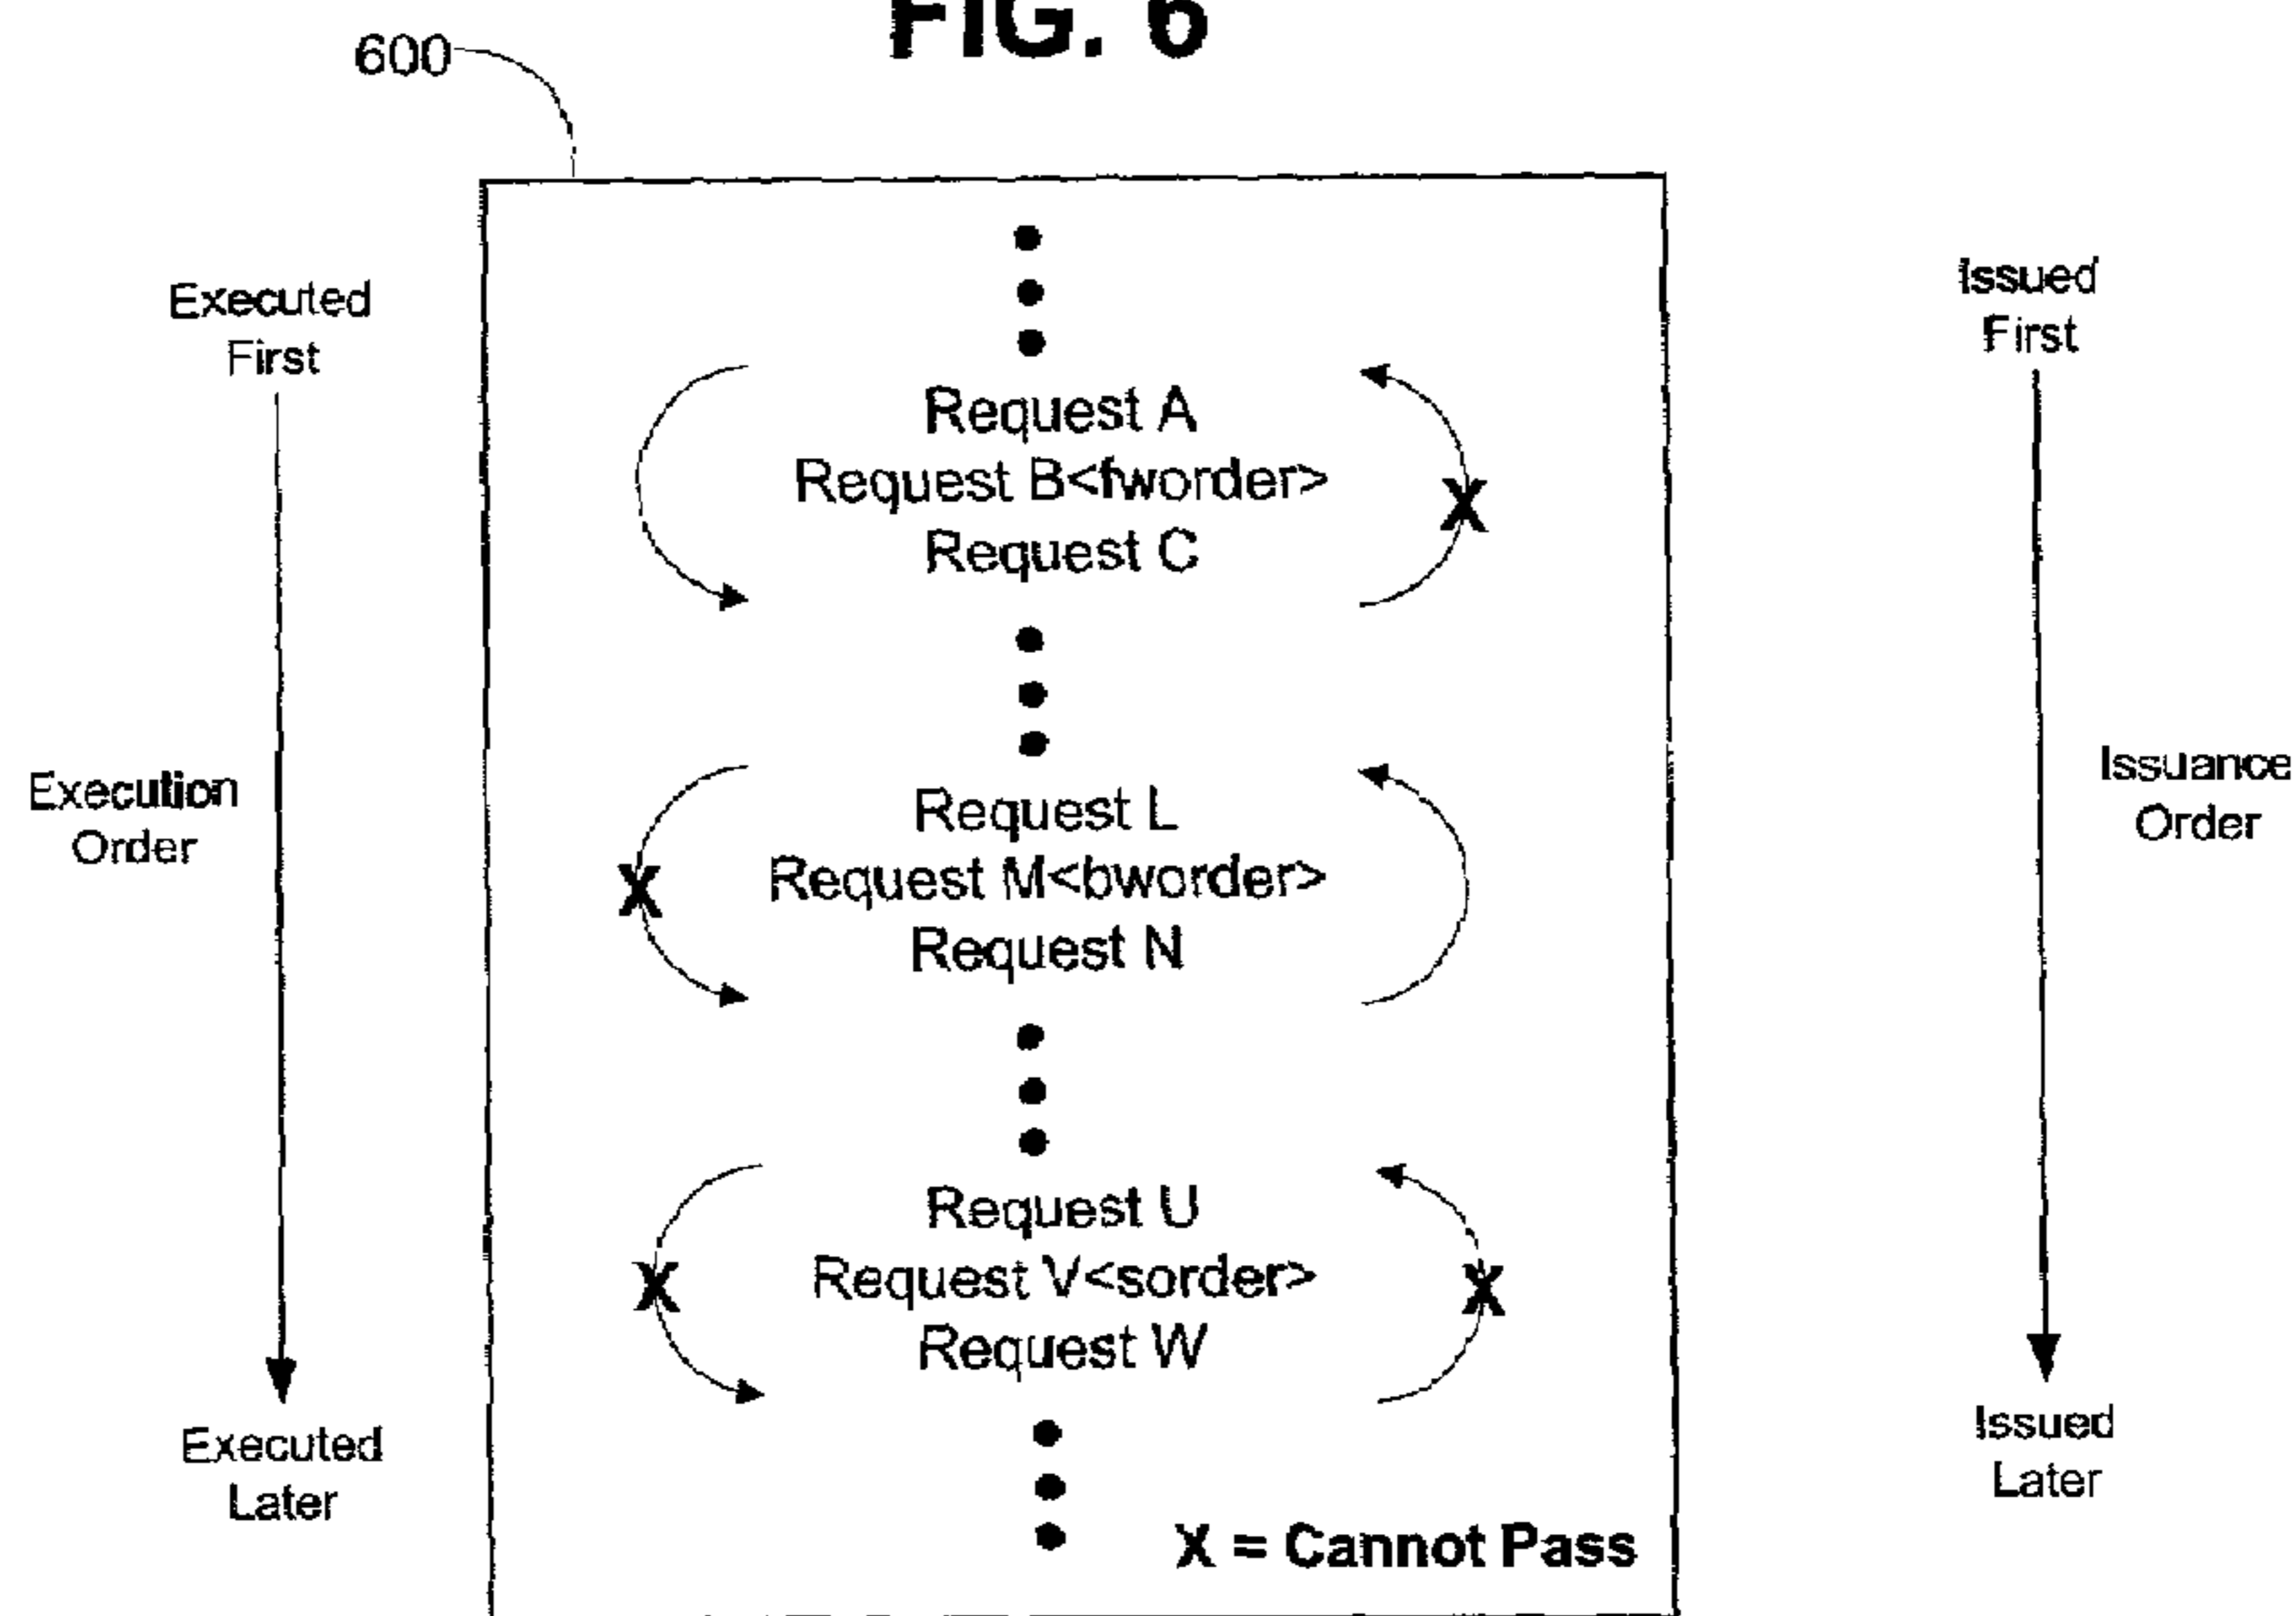 FIG. 6
600
Executed
First
Issued
First
Request A
Request B<fworder>
X
Request C
Execution
Order
Issuance
Order
Request L
X
Request M<bworder>
Request N
Request U
X
Request V<sorder>
X
Request W
Executed
Later
Issued
Later
X = Cannot Pass